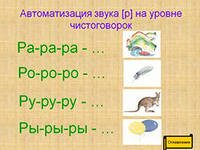 Автоматизация звука [р] на уровне
чистоговорок
Ра-ра-ра - …
Ро-ро-ро - …
Ру-ру-ру - …
Ры-ры-ры - …
Оглавление